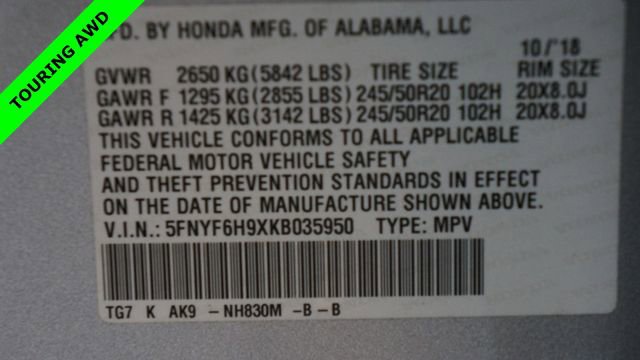 TOURING AWD
MFD. BY HONDA MFG. OF ALABAMA, LLC
10/'18
GVWR 2650 KG(5842 LBS) TIRE SIZE RIM SIZE
GAWR F 1295 KG(2855 LBS) 245/50R20 102H 20X8.0J
GAWR R 1425 KG(3142 LBS) 245/50R20 102H 20X8.0J
THIS VEHICLE CONFORMS TO ALL APPLICABLE
FEDERAL MOTOR VEHICLE SAFETY
AND THEFT PREVENTION STANDARDS IN EFFECT
ON THE DATE OF MANUFACTURE SHOWN ABOVE.
V.I.N.: 5FNYF6H9XKB035950 TYPE: MPV
TG7 K AK9 -NH830M -B-B